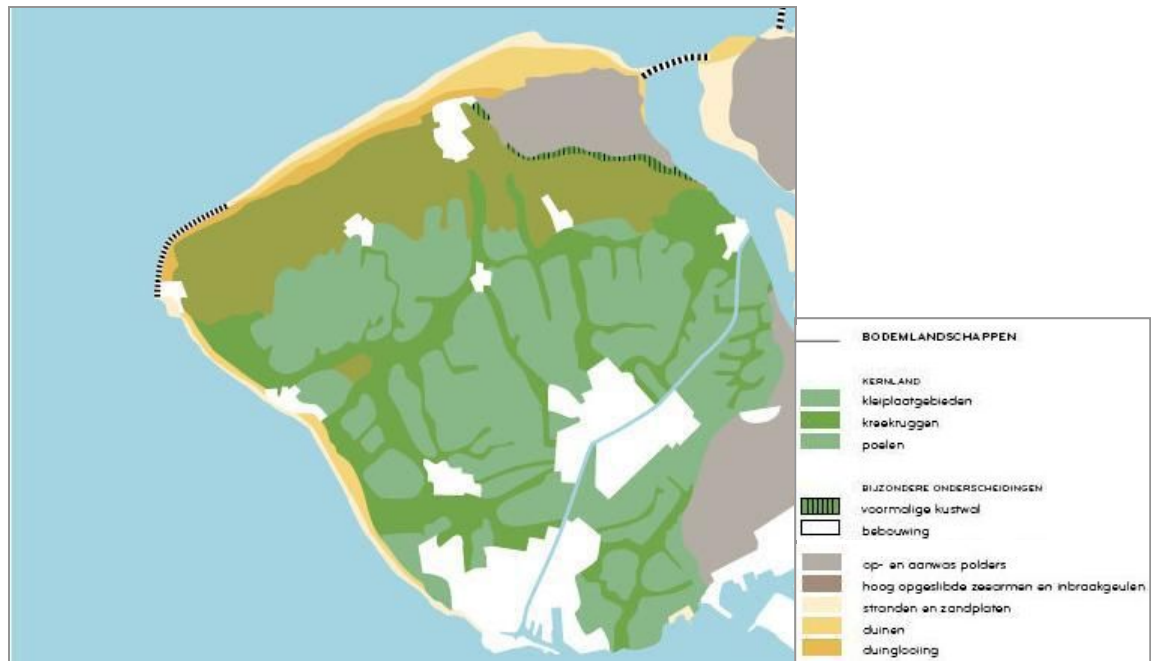 BODEMLANDSCHAPPEN
KERNLAND
kleiplaatgebieden
kreekruggen
poelen
BIJZONDERE ONDERSCHEIDINGEN
voormalige kustwal
bebouwing
op- en aanwas polders
hoog opgeslibde zeearmen en inbraakgeulen
stranden en zandplaten
duinen
duinglooiing